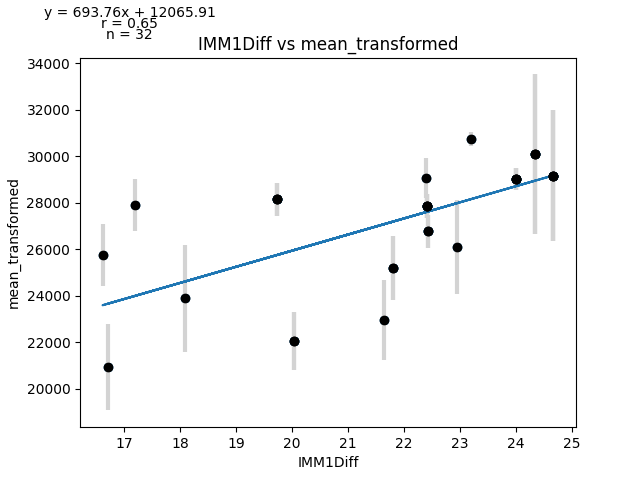 y = 693.76x + 12065.91
r = 0.65
n = 32
IMM1Diff vs mean_transformed
34000
32000
30000
28000
26000
24000
22000
20000
mean_transformed
17 18 19 20 21 22 23 24 25
IMM1Diff